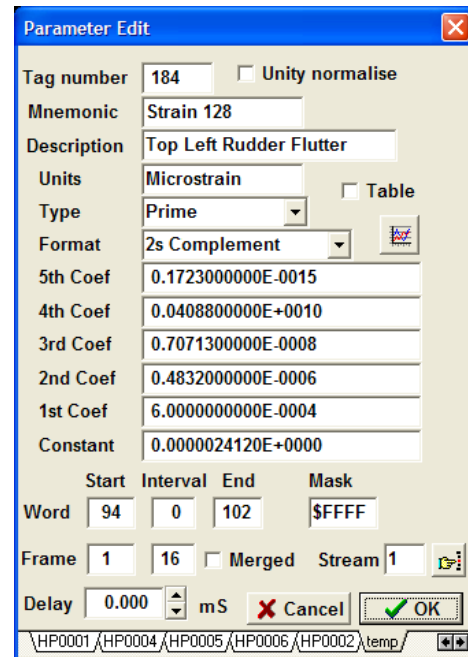 Parameter Edit
Tag number 184 Unity normalise
Mnemonic Strain 128
Description Top Left Rudder Flutter
Units Microstrain
Table
Type Prime
Format 2s Complement
5th Coef 0.1723000000E-0015
4th Coef 0.0408800000E+0010
3rd Coef 0.7071300000E-0008
2nd Coef 0.4832000000E-0006
1st Coef 6.0000000000E-0004
Constant 0.0000024120E+0000
Start Interval End Mask
Word 94 0 102 $FFFF
Frame 1 16 Merged Stream 1
Delay 0.000 mS Cancel OK
HP0001 HP0004 HP0005 HP0006 HP0002 temp